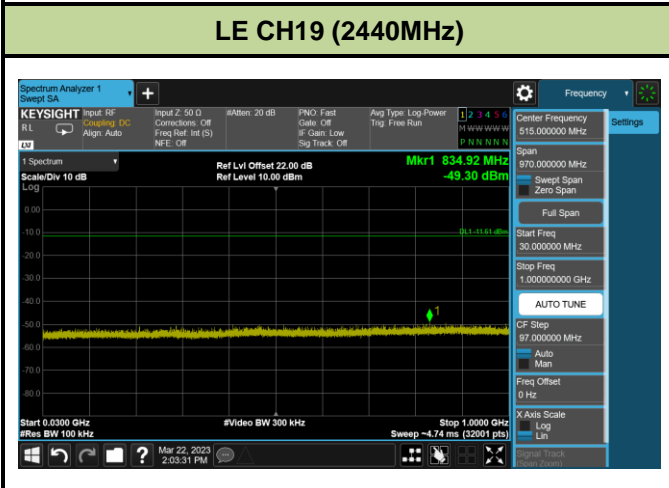 LE CH19 (2440MHz)
Spectrum Analyzer 1
Swept SA
Frequency
KEYSIGHT
RL
Input: RF
Coupling: DC
Align: Auto
Input Z: 50 Ω
Corrections: Off
Freq Ref: Int (S)
NFE: Off
#Atten: 20 dB
PNO: Fast
Gate: Off
IF Gain: Low
Sig Track: Off
Avg Type: Log-Power
Trig: Free Run
1 2 3 4 5 6
M W W W W W
P N N N N N
1 Spectrum
Scale/Div 10 dB
Log
Ref Lvl Offset 22.00 dB
Ref Level 10.00 dBm
Mkr1 834.92 MHz
-49.30 dBm
0.00
-10.0
DL1 -11.61 dBm
-20.0
-30.0
-40.0
1
-50.0
-60.0
-70.0
-80.0
Start 0.0300 GHz
#Res BW 100 kHz
#Video BW 300 kHz
Stop 1.0000 GHz
Sweep ~4.74 ms (32001 pts)
Mar 22, 2023
2:03:31 PM
Center Frequency
515.000000 MHz
Settings
Span
970.000000 MHz
Swept Span
Zero Span
Full Span
Start Freq
30.000000 MHz
Stop Freq
1.000000000 GHz
AUTO TUNE
CF Step
97.000000 MHz
Auto
Man
Freq Offset
0 Hz
X Axis Scale
Log
Lin
Signal Track
(Span Zoom)